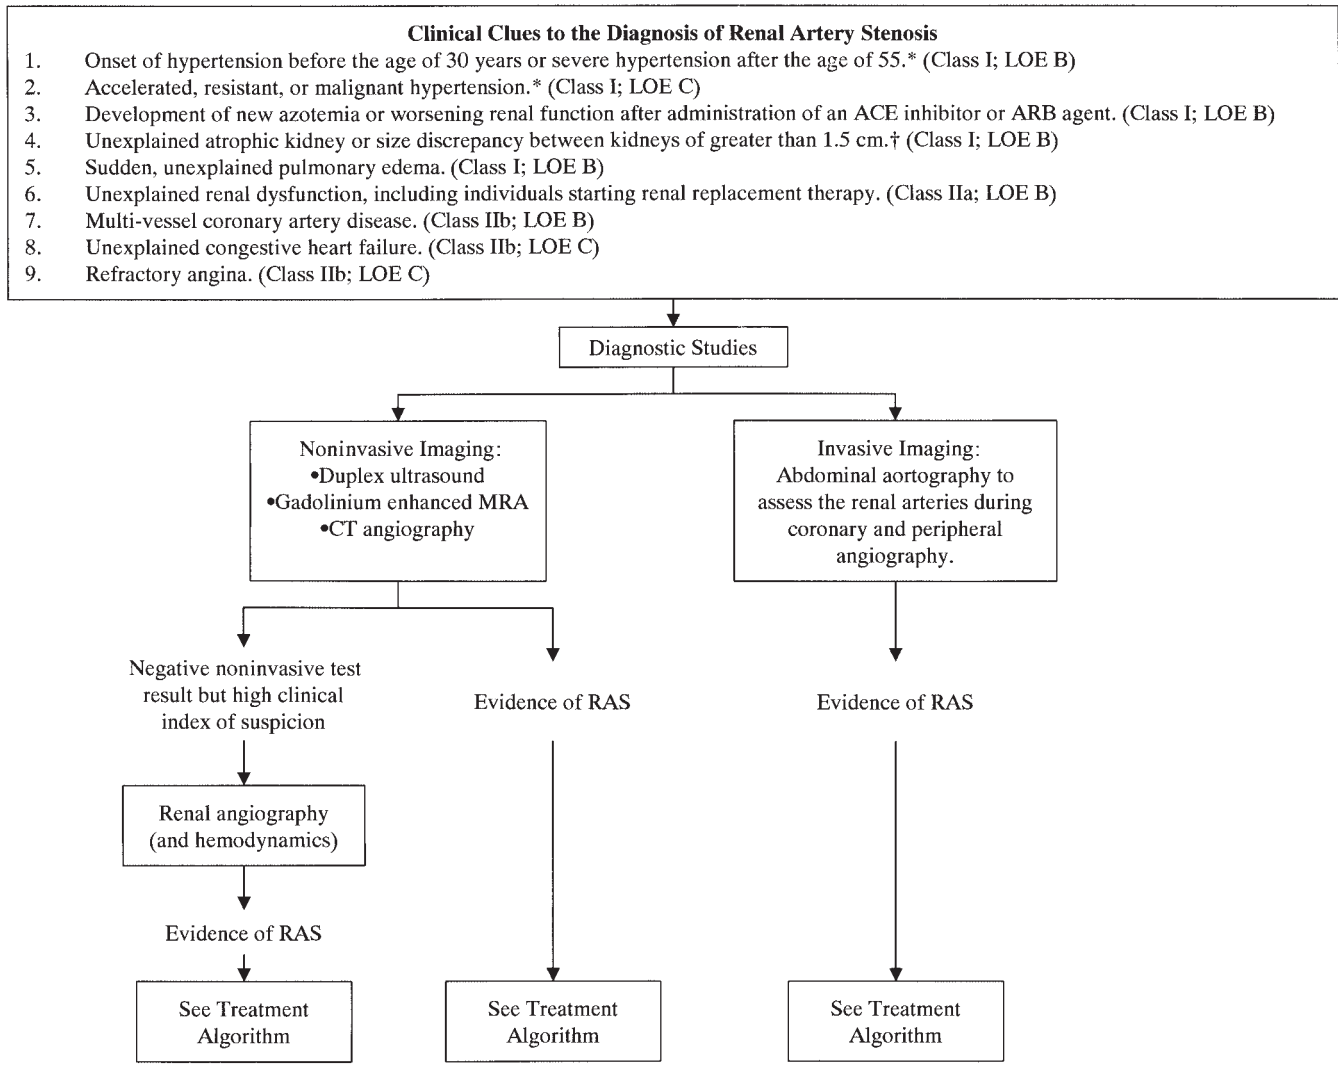 Clinical Clues to the Diagnosis of Renal Artery Stenosis
1. Onset of hypertension before the age of 30 years or severe hypertension after the age of 55.* (Class I; LOE B)
2. Accelerated, resistant, or malignant hypertension.* (Class I; LOE C)
3. Development of new azotemia or worsening renal function after administration of an ACE inhibitor or ARB agent. (Class I; LOE B)
4. Unexplained atrophic kidney or size discrepancy between kidneys of greater than 1.5 cm.† (Class I; LOE B)
5. Sudden, unexplained pulmonary edema. (Class I; LOE B)
6. Unexplained renal dysfunction, including individuals starting renal replacement therapy. (Class IIa; LOE B)
7. Multi-vessel coronary artery disease. (Class IIb; LOE B)
8. Unexplained congestive heart failure. (Class IIb; LOE C)
9. Refractory angina. (Class IIb; LOE C)
Diagnostic Studies
Noninvasive Imaging:
•Duplex ultrasound
•Gadolinium enhanced MRA
•CT angiography
Invasive Imaging:
Abdominal aortography to
assess the renal arteries during
coronary and peripheral
angiography.
Negative noninvasive test
result but high clinical
index of suspicion
Evidence of RAS
Evidence of RAS
Renal angiography
(and hemodynamics)
Evidence of RAS
See Treatment
Algorithm
See Treatment
Algorithm
See Treatment
Algorithm